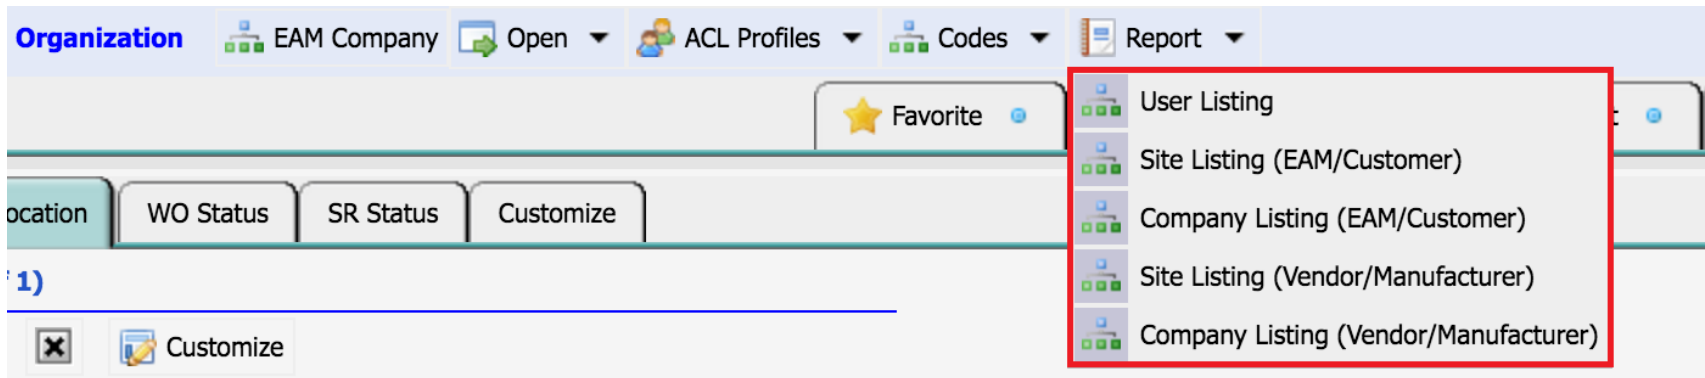 Organization EAM Company Open ACL Profiles Codes Report
Favorite
User Listing
Site Listing (EAM/Customer)
Company Listing (EAM/Customer)
Site Listing (Vendor/Manufacturer)
Company Listing (Vendor/Manufacturer)
ocation WO Status SR Status Customize
1)
Customize